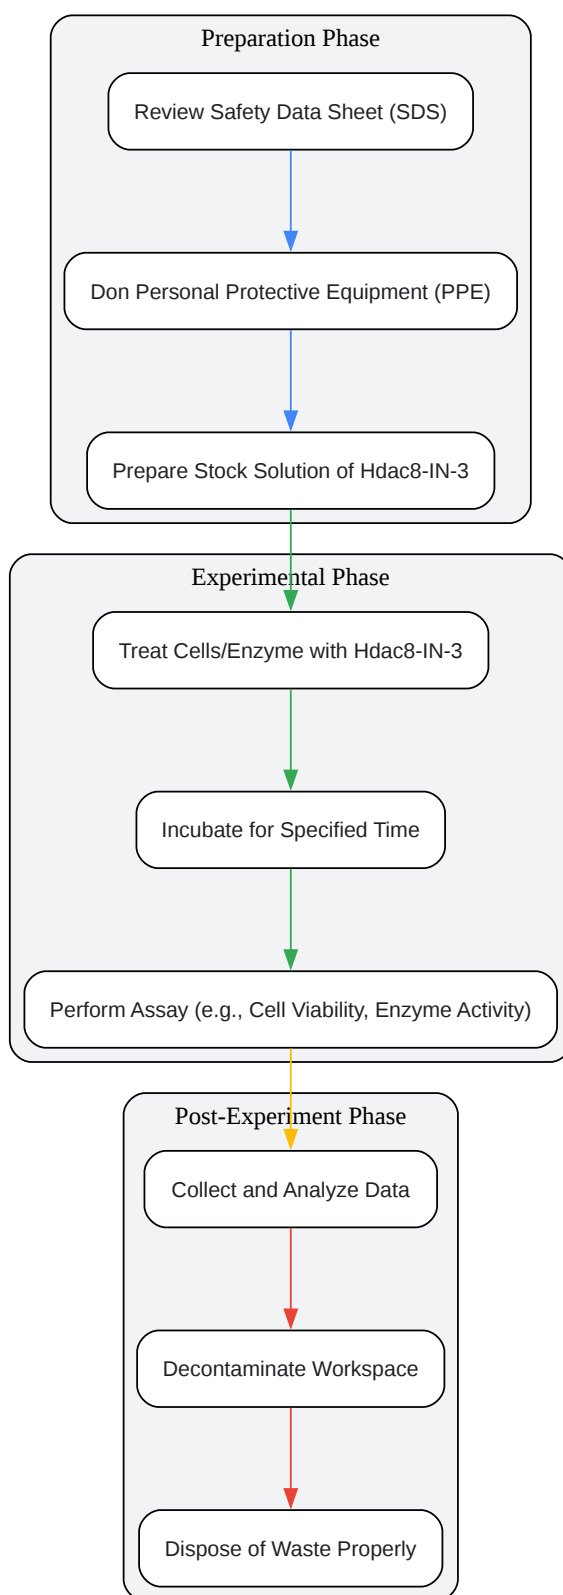 Preparation Phase
Review Safety Data Sheet (SDS)
Don Personal Protective Equipment (PPE)
Prepare Stock Solution of Hdac8-IN-3
Experimental Phase
Treat Cells/Enzyme with Hdac8-IN-3
Incubate for Specified Time
Perform Assay (e.g., Cell Viability, Enzyme Activity)
Post-Experiment Phase
Collect and Analyze Data
Decontaminate Workspace
Dispose of Waste Properly